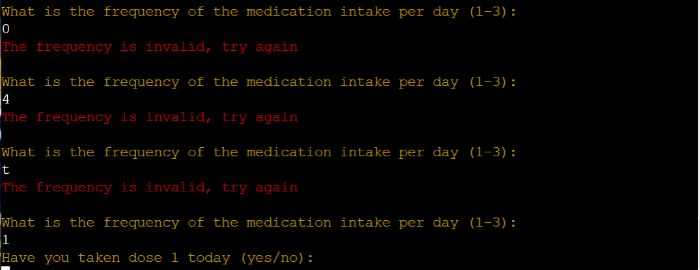 What is the frequency of the medication intake per day (1-3):
0
The frequency is invalid, try again
What is the frequency of the medication intake per day (1-3):
4
The frequency is invalid, try again
What is the frequency of the medication intake per day (1-3):
t
The frequency is invalid, try again
What is the frequency of the medication intake per day (1-3):
1
Have you taken dose 1 today (yes/no):